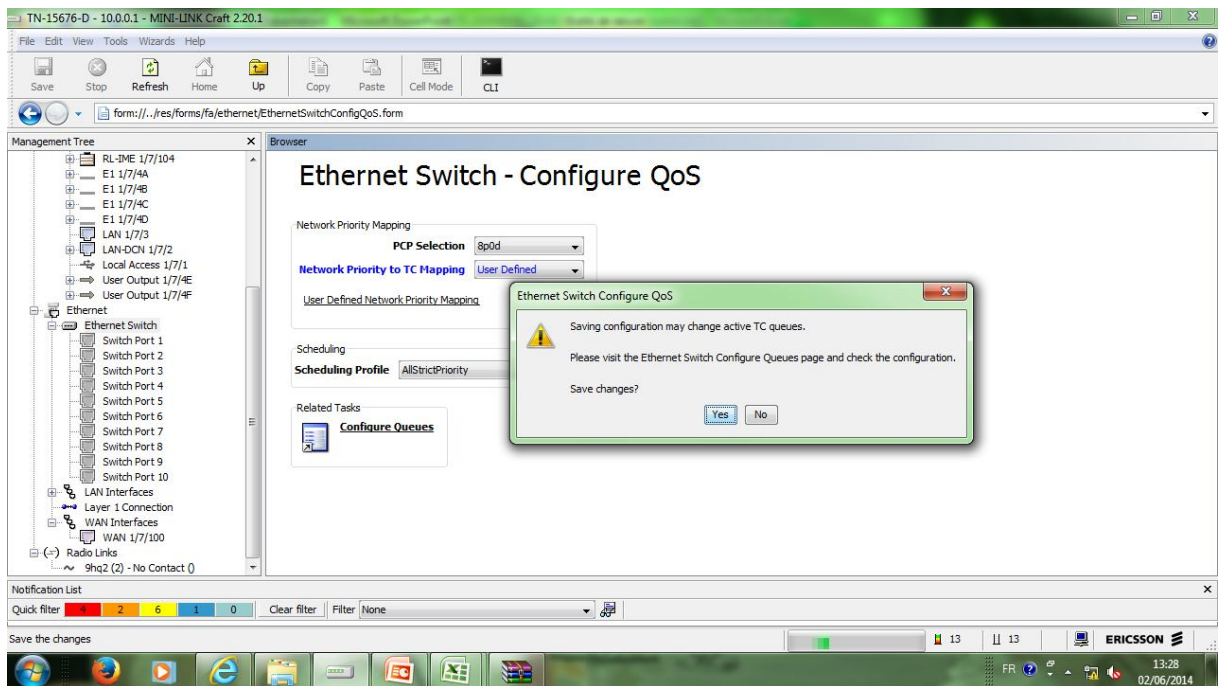 TN-15676-D - 10.0.0.1 - MINI-LINK Craft 2.20.1
File Edit View Tools Wizards Help
Save Stop Refresh Home Up Copy Paste Cell Mode CLI
form://../res/forms/fa/ethernet/EthernetSwitchConfigQoS.form
Management Tree
Browser
RL-IME 1/7/104
E1 1/7/4A
E1 1/7/4B
E1 1/7/4C
E1 1/7/4D
LAN 1/7/3
LAN-DCN 1/7/2
Local Access 1/7/1
User Output 1/7/4E
User Output 1/7/4F
Ethernet
Ethernet Switch
Switch Port 1
Switch Port 2
Switch Port 3
Switch Port 4
Switch Port 5
Switch Port 6
Switch Port 7
Switch Port 8
Switch Port 9
Switch Port 10
LAN Interfaces
Layer 1 Connection
WAN Interfaces
WAN 1/7/100
Radio Links
9hq2 (2) - No Contact ()
Ethernet Switch - Configure QoS
Network Priority Mapping
PCP Selection 8p0d
Network Priority to TC Mapping User Defined
User Defined Network Priority Mapping
Scheduling
Scheduling Profile AllStrictPriority
Related Tasks
Configure Queues
Ethernet Switch Configure QoS
Saving configuration may change active TC queues.
Please visit the Ethernet Switch Configure Queues page and check the configuration.
Save changes?
Yes No
Notification List
Quick filter 4 2 6 1 0 Clear filter Filter None
Save the changes
13 13 ERICSSON
FR 13:28
02/06/2014